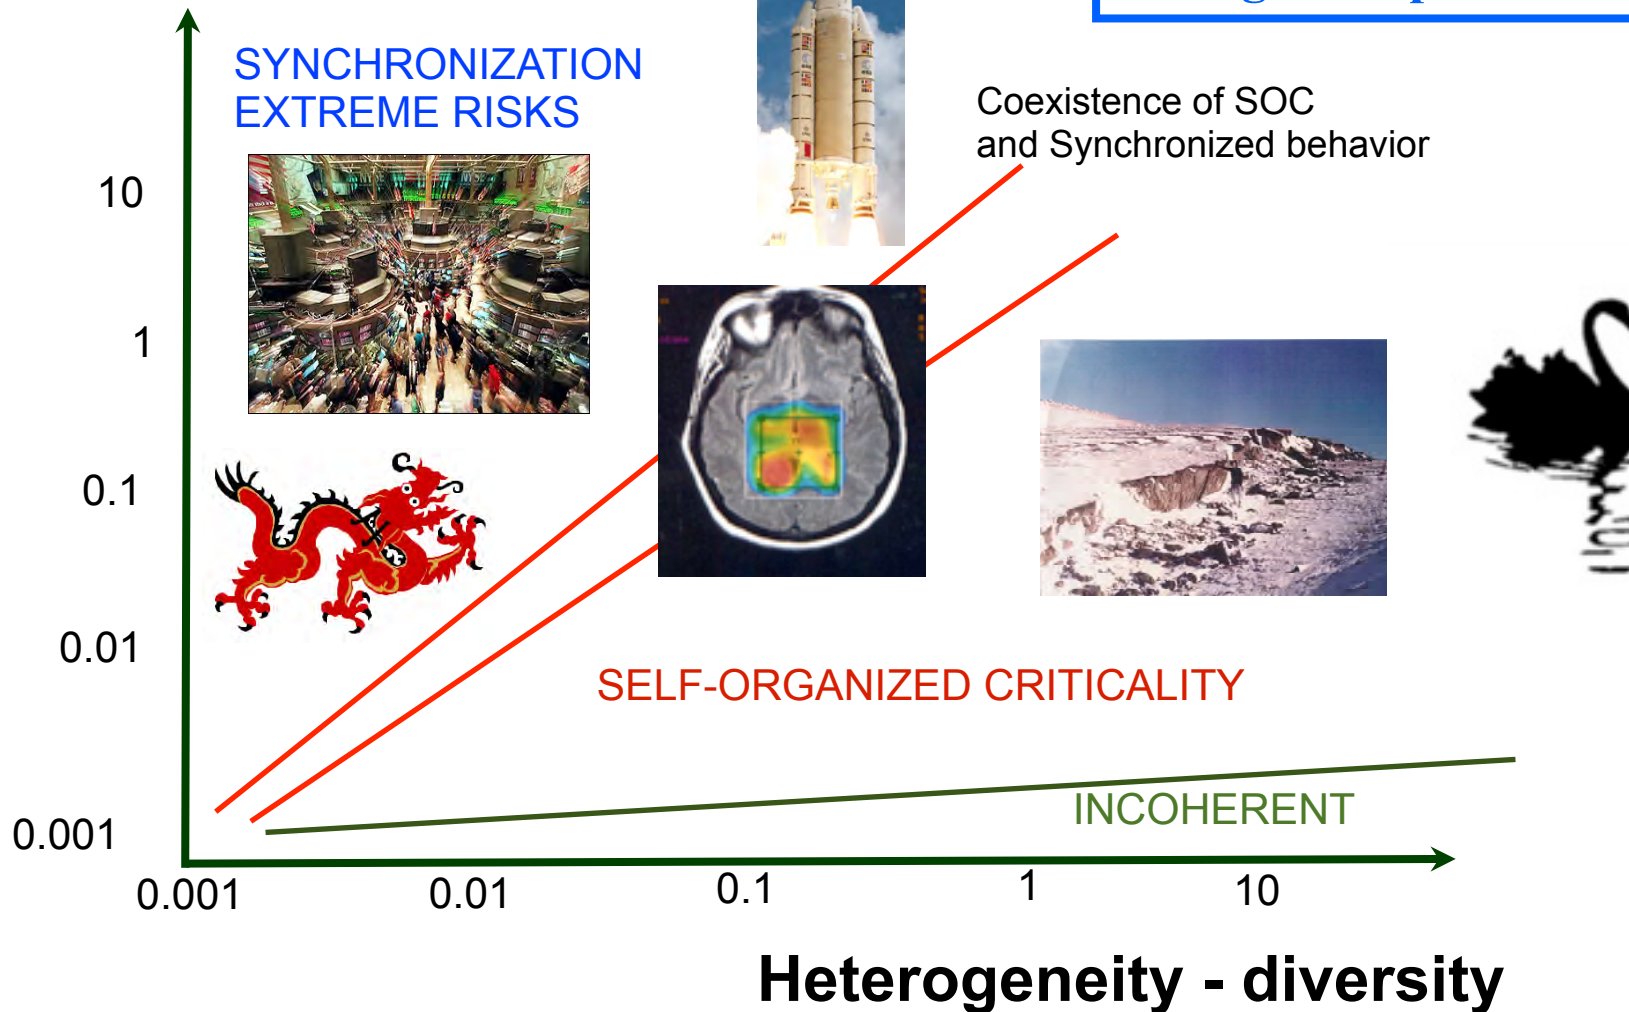 SYNCHRONIZATION
EXTREME RISKS
Coexistence of SOC
and Synchronized behavior
10
1
0.1
0.01
0.001
SELF-ORGANIZED CRITICALITY
INCOHERENT
0.001
0.01
0.1
1
10
Heterogeneity - diversity